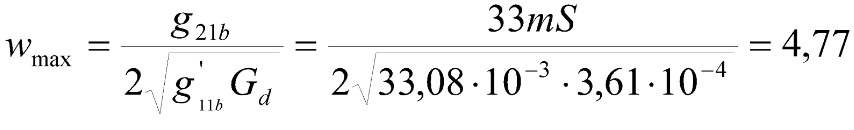 w_max = g_21b / (2√(g'_11b G_d)) = 33mS / (2√(33,08·10⁻³·3,61·10⁻⁴)) = 4,77